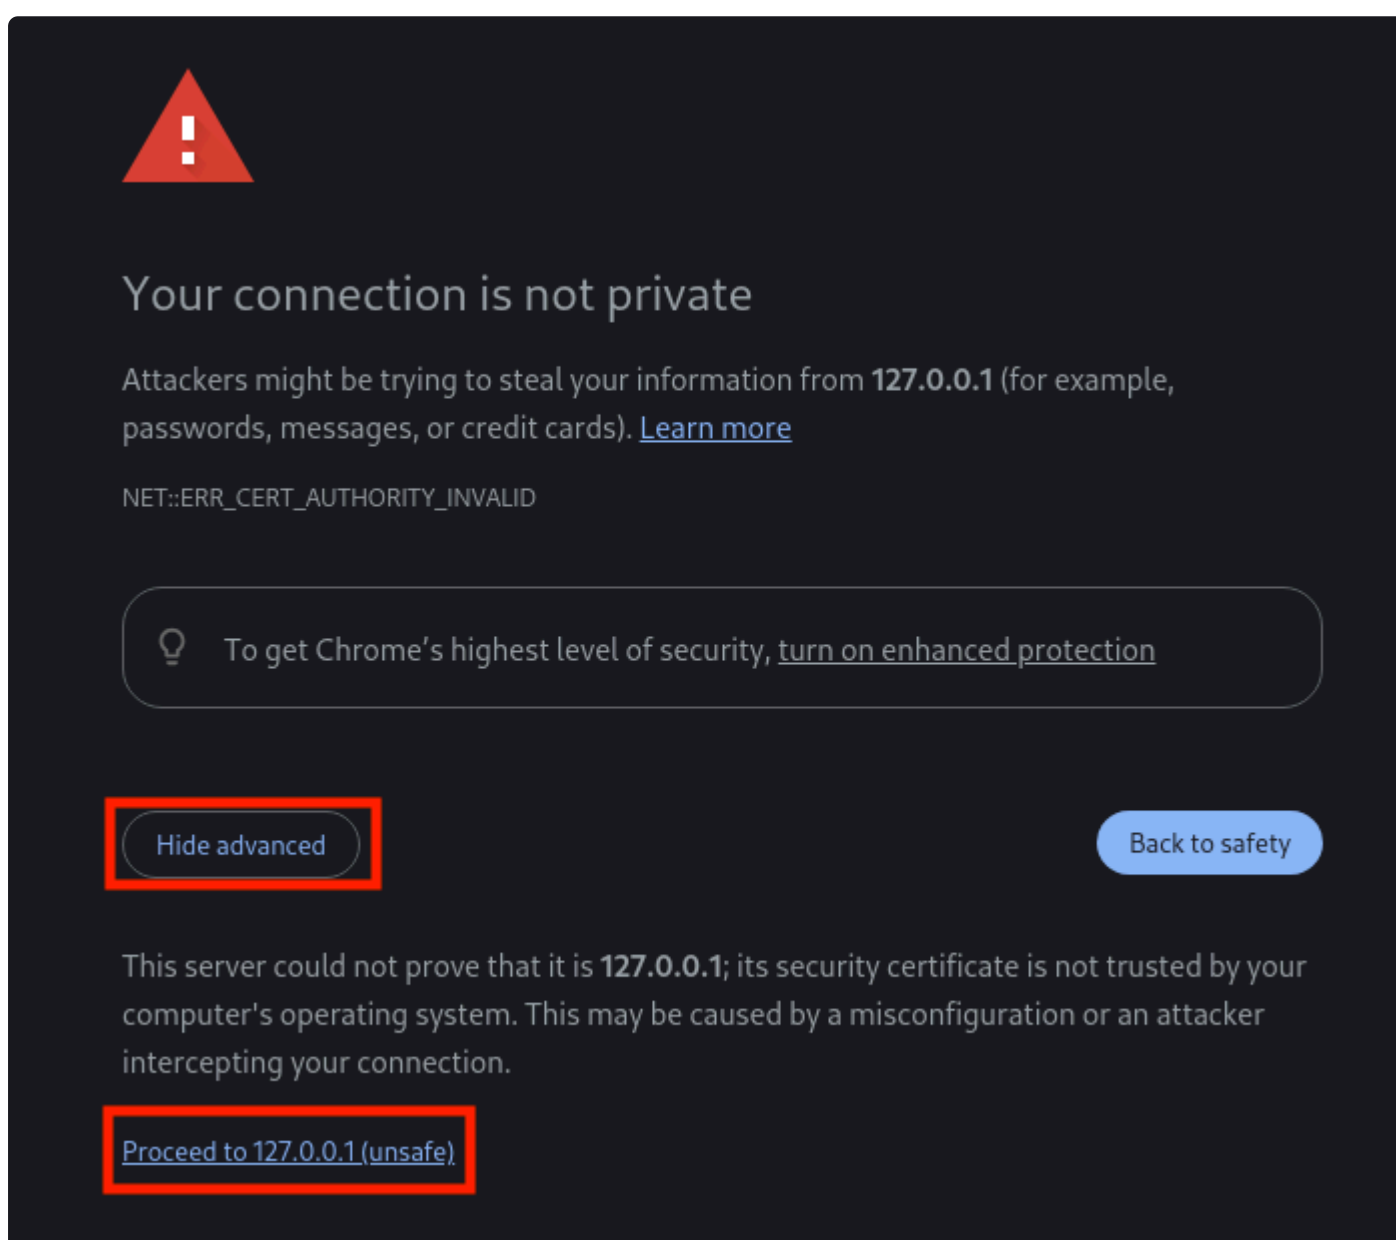 Your connection is not private
Attackers might be trying to steal your information from 127.0.0.1 (for example,
passwords, messages, or credit cards). Learn more
NET::ERR_CERT_AUTHORITY_INVALID
To get Chrome’s highest level of security, turn on enhanced protection
Hide advanced
Back to safety
This server could not prove that it is 127.0.0.1; its security certificate is not trusted by your
computer's operating system. This may be caused by a misconfiguration or an attacker
intercepting your connection.
Proceed to 127.0.0.1 (unsafe)